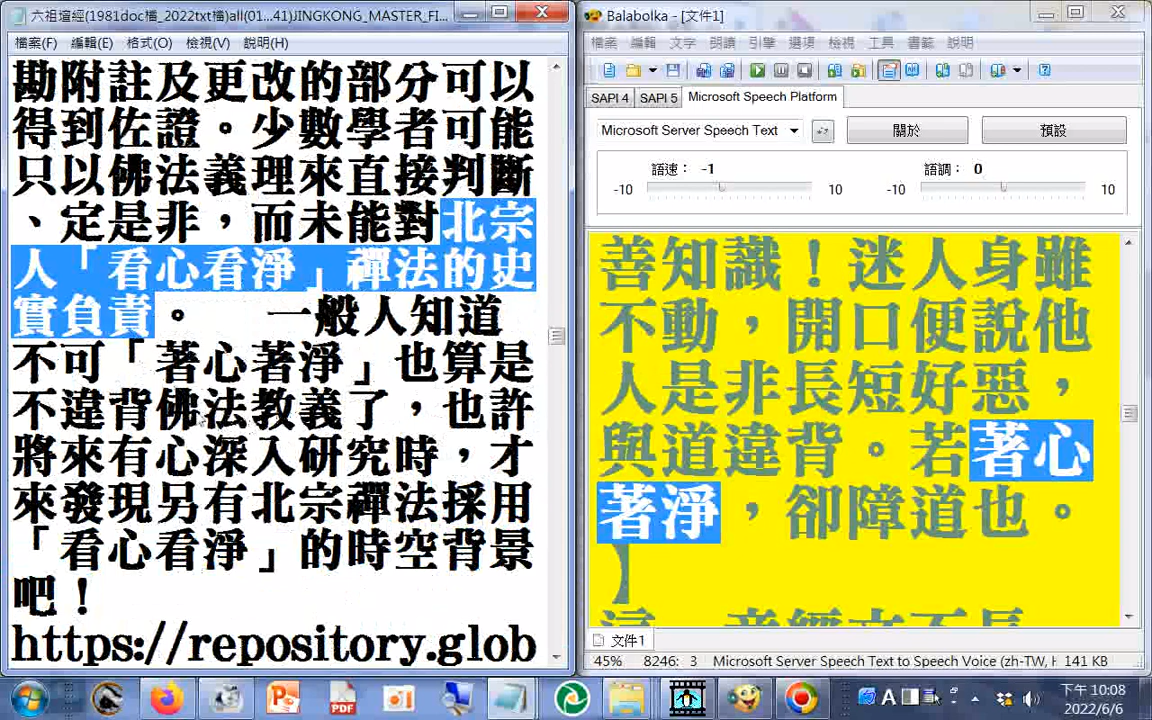 六祖壇經(1981doc檔_2022txt檔)all(01...41)JINGKONG_MASTER_FI...
檔案(F) 編輯(E) 格式(O) 檢視(V) 說明(H)
勘附註及更改的部分可以
得到佐證。少數學者可能
只以佛法義理來直接判斷
、定是非，而未能對北宗
人「看心看淨」禪法的史
實負責。 一般人知道
不可「著心著淨」也算是
不違背佛法教義了，也許
將來有心深入研究時，才
來發現另有北宗禪法採用
「看心看淨」的時空背景
吧！
https://repository.glob
Balabolka - [文件1]
檔案 編輯 文字 朗讀 引擎 選項 檢視 工具 書籤 說明
SAPI 4 SAPI 5 Microsoft Speech Platform
Microsoft Server Speech Text 關於 預設
語速： -1 語調： 0
-10 10 -10 10
善知識！迷人身雖
不動，開口便說他
人是非長短好惡，
與道違背。若著心
著淨，卻障道也。
】
文件1
45% 8246: 3 Microsoft Server Speech Text to Speech Voice (zh-TW, H 141 KB
PDF
A
下午 10:08
2022/6/6